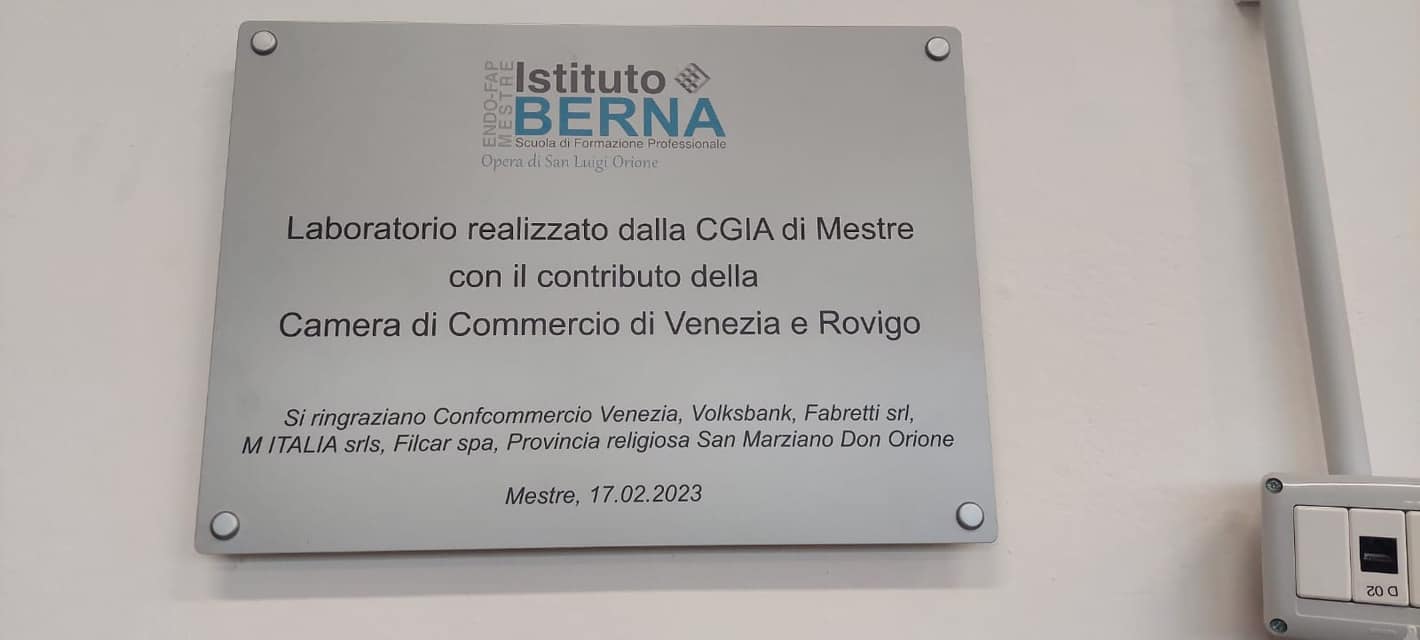 ENDO-FAP
MESTRE
Istituto
BERNA
Scuola di Formazione Professionale
Opera di San Luigi Orione
Laboratorio realizzato dalla CGIA di Mestre
con il contributo della
Camera di Commercio di Venezia e Rovigo
Si ringraziano Confcommercio Venezia, Volksbank, Fabretti srl,
M ITALIA srls, Filcar spa, Provincia religiosa San Marziano Don Orione
Mestre, 17.02.2023
D 02